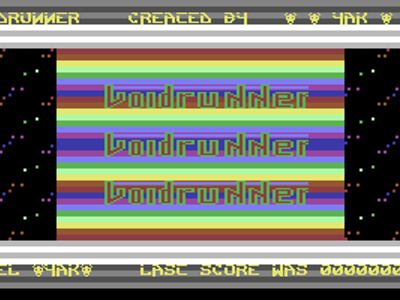 DRUNNER CREATED BY YAK
Voidrunner
Voidrunner
Voidrunner
EL YAK LAST SCORE WAS 0000000